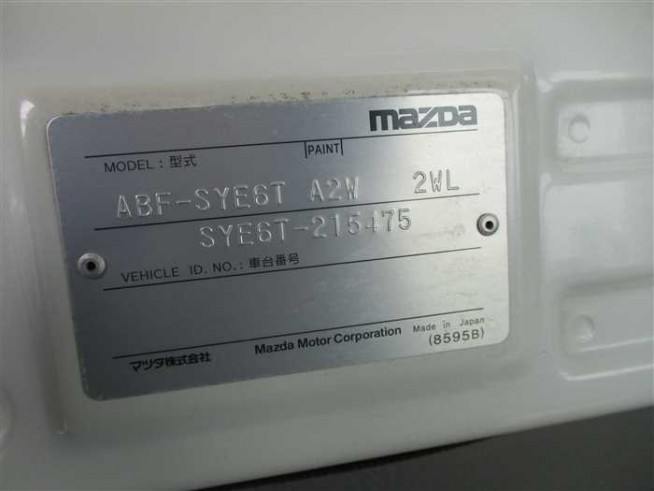 mazda
MODEL : 型式 PAINT
ABF-SYE6T A2W 2WL
SYE6T-215475
VEHICLE ID. NO. : 車台番号
マツダ株式会社 Mazda Motor Corporation Made in Japan
(8595B)